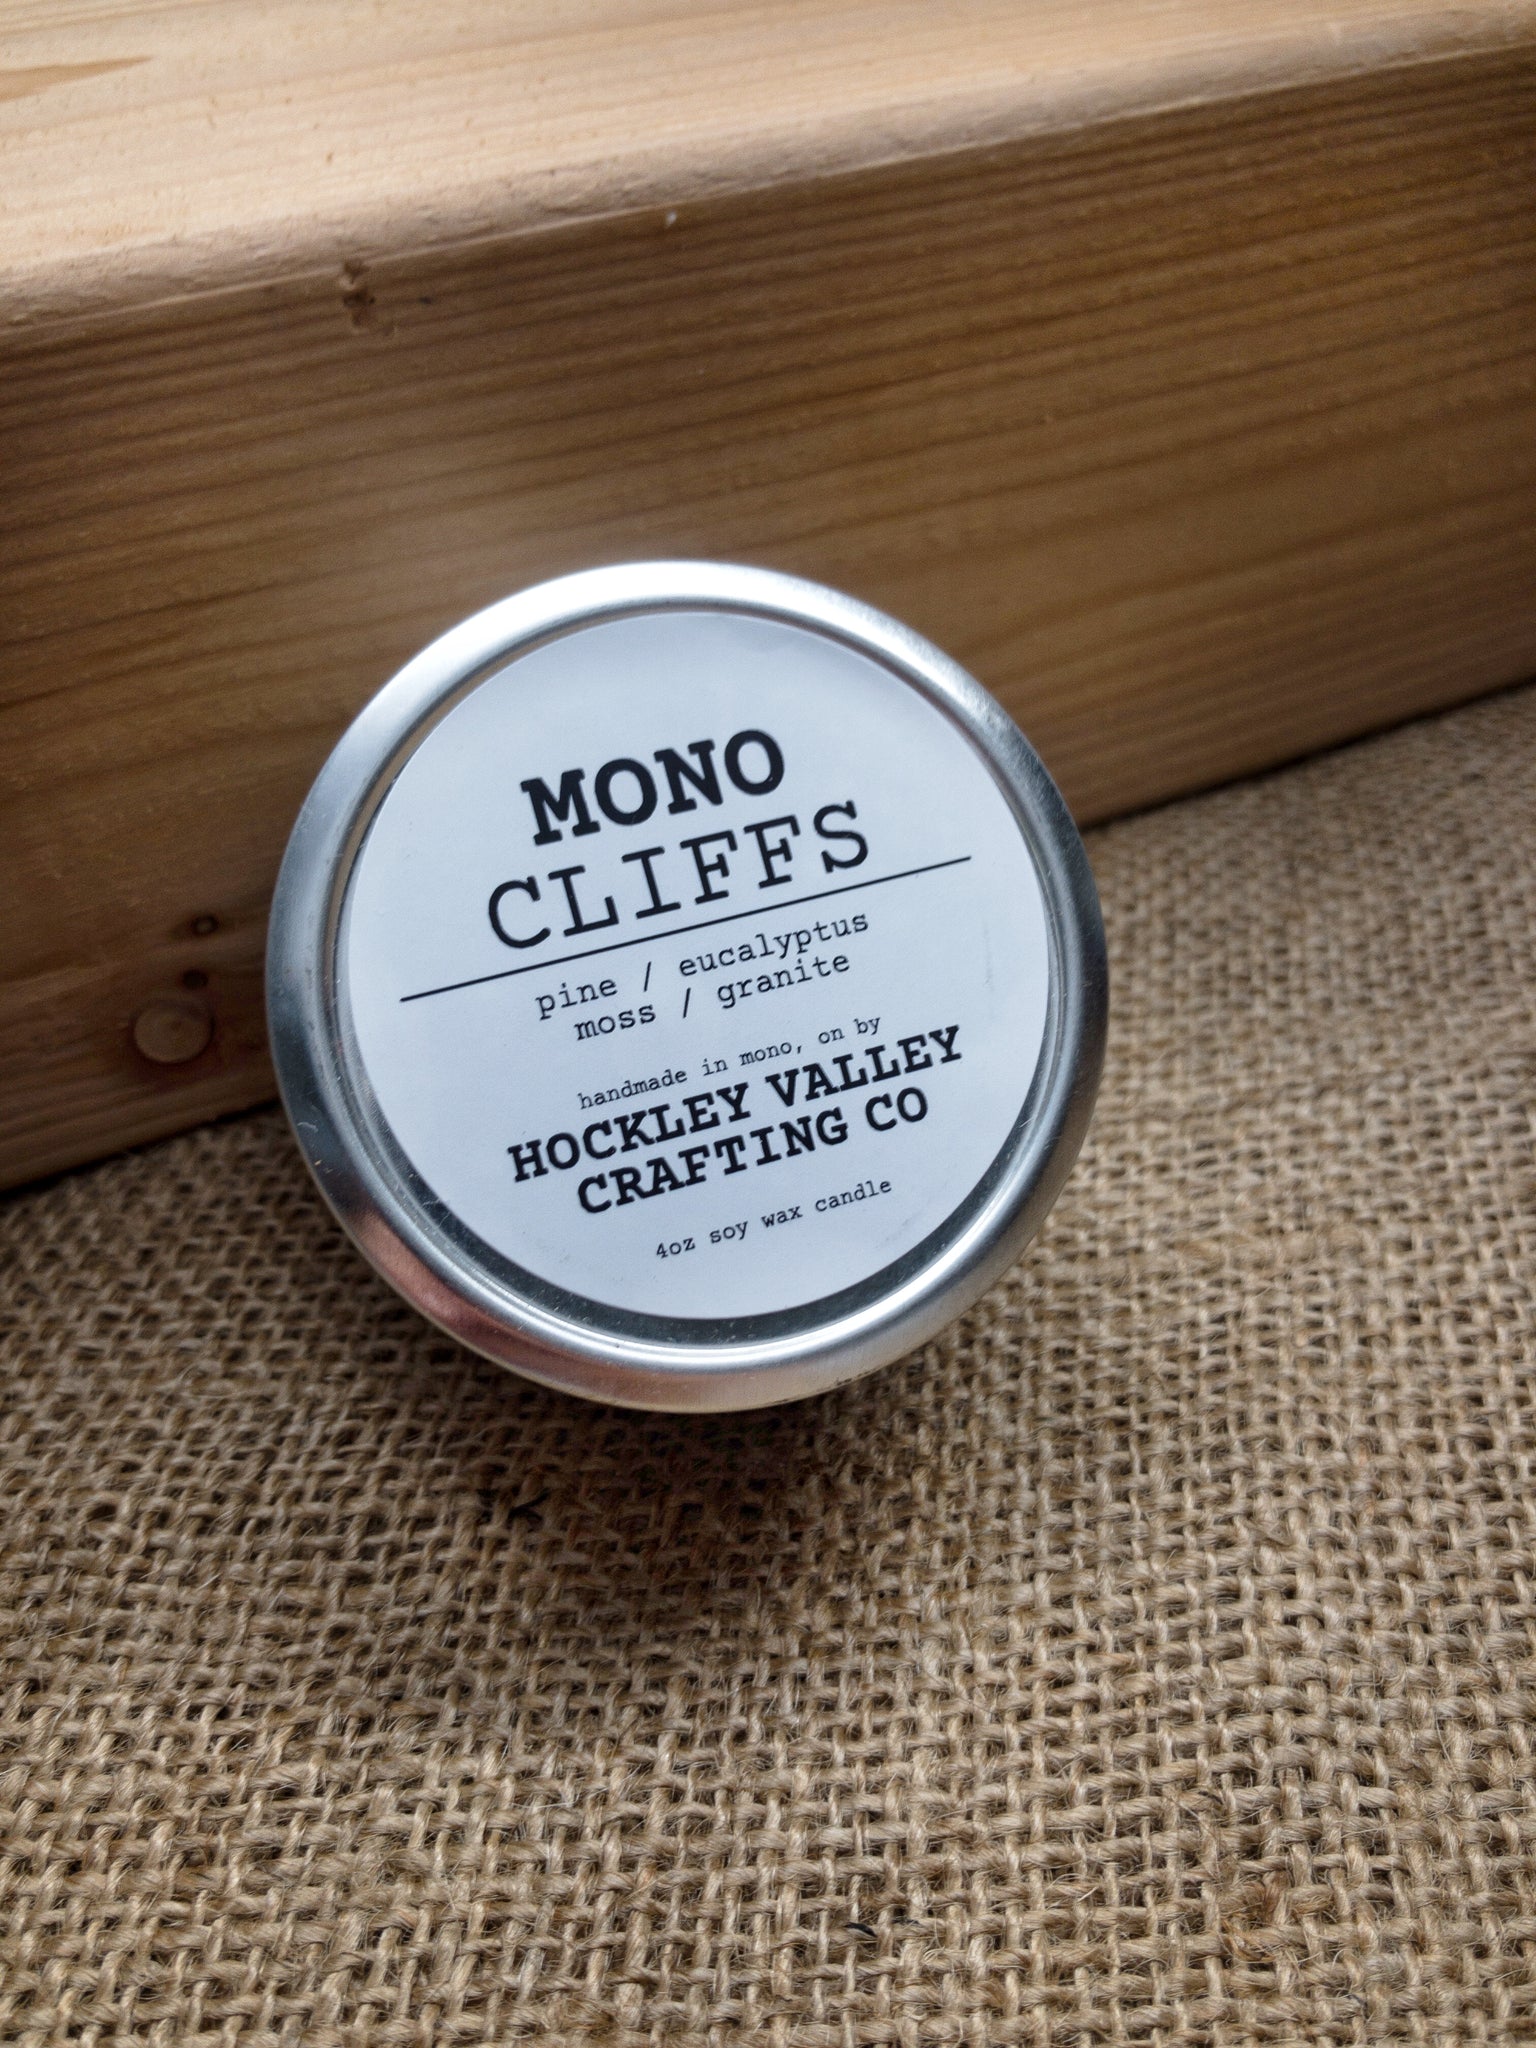 MONO
CLIFFS
pine / eucalyptus
moss / granite
handmade in mono, on by
HOCKLEY VALLEY
CRAFTING CO
4oz soy wax candle